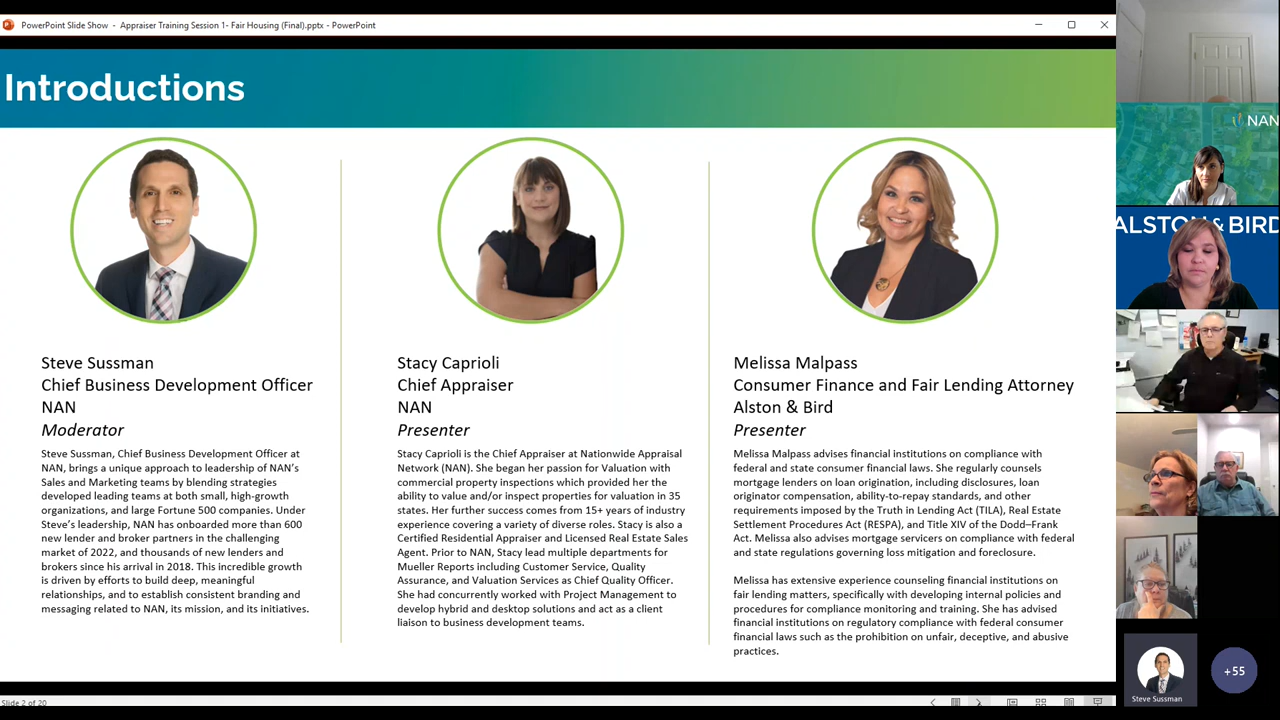 PowerPoint Slide Show - Appraiser Training Session 1- Fair Housing (Final).pptx - PowerPoint
Introductions
Steve Sussman
Chief Business Development Officer
NAN
Moderator
Steve Sussman, Chief Business Development Officer at
NAN, brings a unique approach to leadership of NAN's
Sales and Marketing teams by blending strategies
developed leading teams at both small, high-growth
organizations, and large Fortune 500 companies. Under
Steve's leadership, NAN has onboarded more than 600
new lender and broker partners in the challenging
market of 2022, and thousands of new lenders and
brokers since his arrival in 2018. This incredible growth
is driven by efforts to build deep, meaningful
relationships, and to establish consistent branding and
messaging related to NAN, its mission, and its initiatives.
Stacy Caprioli
Chief Appraiser
NAN
Presenter
Stacy Caprioli is the Chief Appraiser at Nationwide Appraisal
Network (NAN). She began her passion for Valuation with
commercial property inspections which provided her the
ability to value and/or inspect properties for valuation in 35
states. Her further success comes from 15+ years of industry
experience covering a variety of diverse roles. Stacy is also a
Certified Residential Appraiser and Licensed Real Estate Sales
Agent. Prior to NAN, Stacy lead multiple departments for
Mueller Reports including Customer Service, Quality
Assurance, and Valuation Services as Chief Quality Officer.
She had concurrently worked with Project Management to
develop hybrid and desktop solutions and act as a client
liaison to business development teams.
Melissa Malpass
Consumer Finance and Fair Lending Attorney
Alston & Bird
Presenter
Melissa Malpass advises financial institutions on compliance with
federal and state consumer financial laws. She regularly counsels
mortgage lenders on loan origination, including disclosures, loan
originator compensation, ability-to-repay standards, and other
requirements imposed by the Truth in Lending Act (TILA), Real Estate
Settlement Procedures Act (RESPA), and Title XIV of the Dodd–Frank
Act. Melissa also advises mortgage servicers on compliance with federal
and state regulations governing loss mitigation and foreclosure.
Melissa has extensive experience counseling financial institutions on
fair lending matters, specifically with developing internal policies and
procedures for compliance monitoring and training. She has advised
financial institutions on regulatory compliance with federal consumer
financial laws such as the prohibition on unfair, deceptive, and abusive
practices.
Slide 2 of 20
NAN
ALSTON & BIRD
Steve Sussman
+55